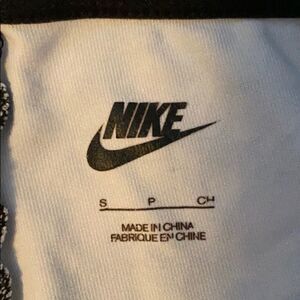 NIKE
S P CH
MADE IN CHINA
FABRIQUE EN CHINE